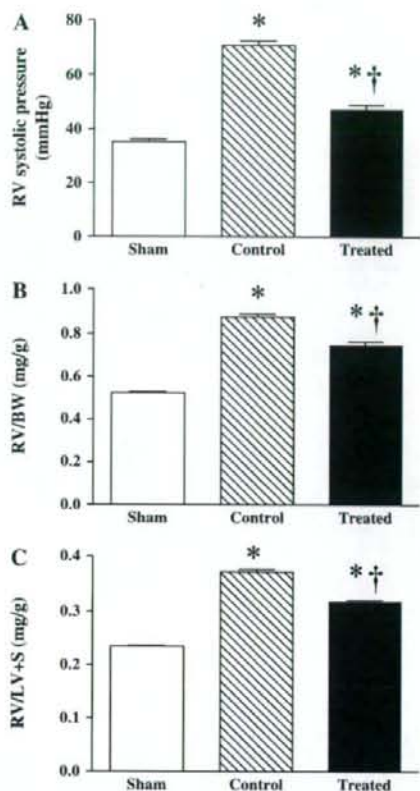 A
RV systolic pressure
(mmHg)
80
60
40
20
0
*
*†
Sham Control Treated
B
RV/BW (mg/g)
1.0
0.8
0.6
0.4
0.2
0.0
*
*‡
Sham Control Treated
C
RV/LV+S (mg/g)
0.4
0.3
0.2
0.1
0.0
*
*†
Sham Control Treated